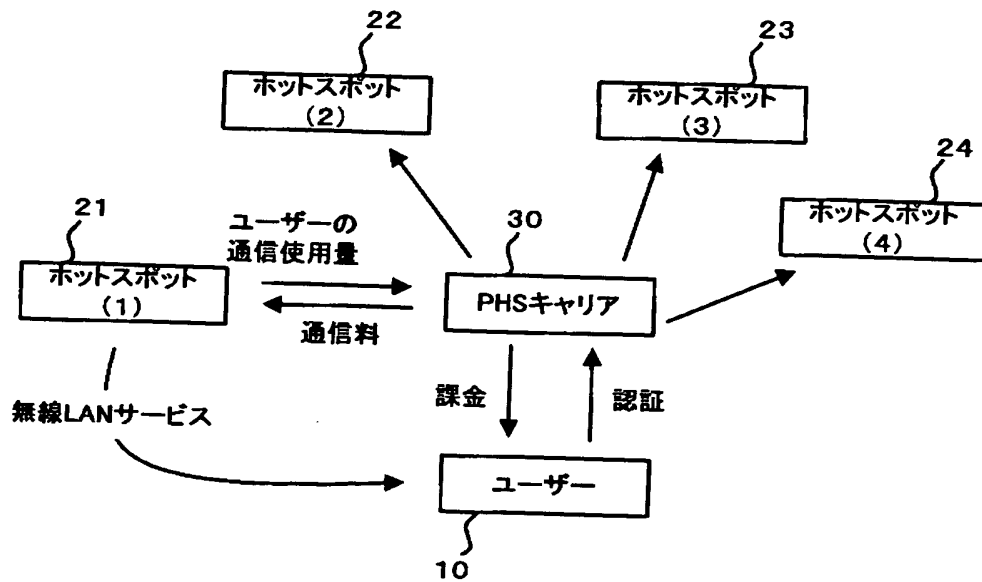 22
ホットスポット
(2)
23
ホットスポット
(3)
24
ホットスポット
(4)
21
ホットスポット
(1)
ユーザーの
通信使用量
通信料
30
PHSキャリア
課金
認証
無線LANサービス
ユーザー
10